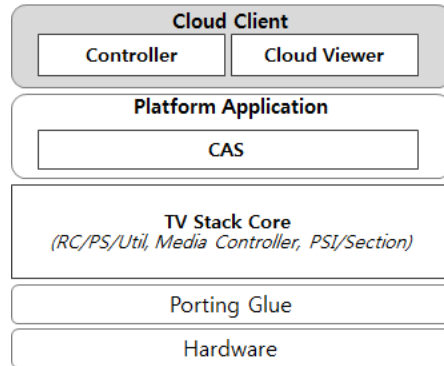 Cloud Client
Controller
Cloud Viewer
Platform Application
CAS
TV Stack Core
(RC/PS/Util, Media Controller, PSI/Section)
Porting Glue
Hardware